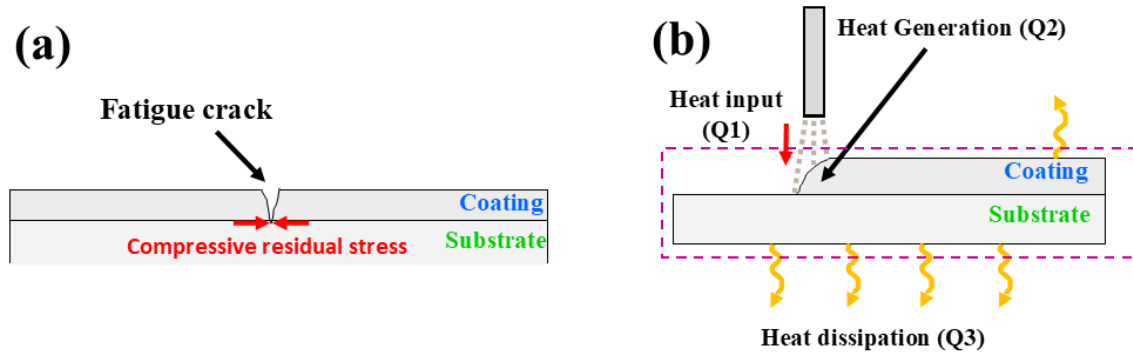 (a)
Fatigue crack
Coating
Compressive residual stress
Substrate
(b)
Heat Generation (Q2)
Heat input
(Q1)
Coating
Substrate
Heat dissipation (Q3)